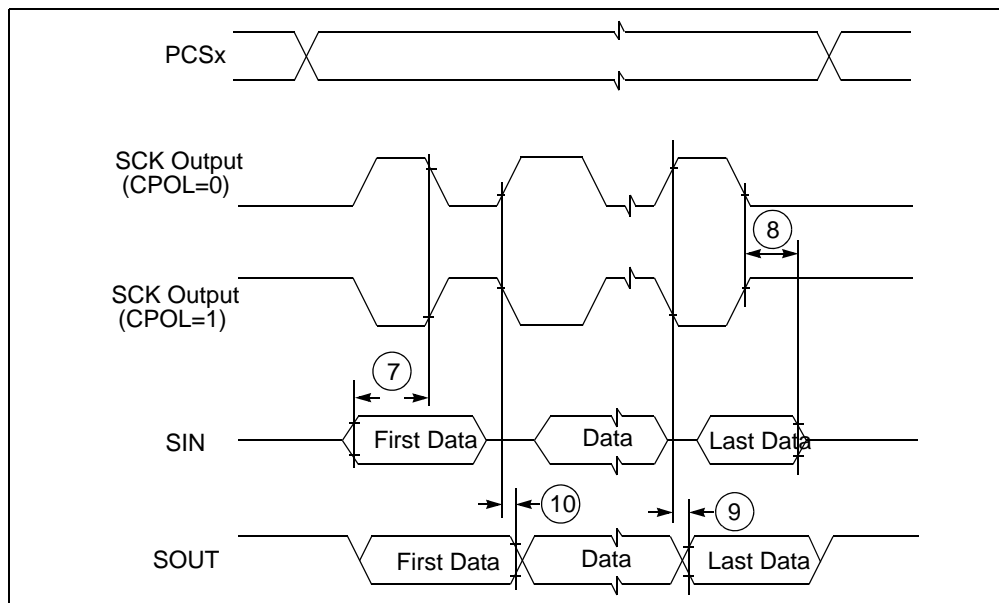 PCSx
SCK Output
(CPOL=0)
8
SCK Output
(CPOL=1)
7
SIN
First Data
Data
Last Data
10
9
SOUT
First Data
Data
Last Data